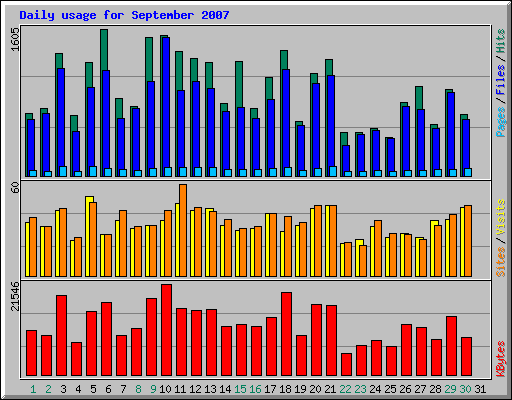 Daily usage for September 2007
1605
Pages / Files / Hits
60
Sites / Visits
21546
KBytes
1 2 3 4 5 6 7 8 9 10 11 12 13 14 15 16 17 18 19 20 21 22 23 24 25 26 27 28 29 30 31